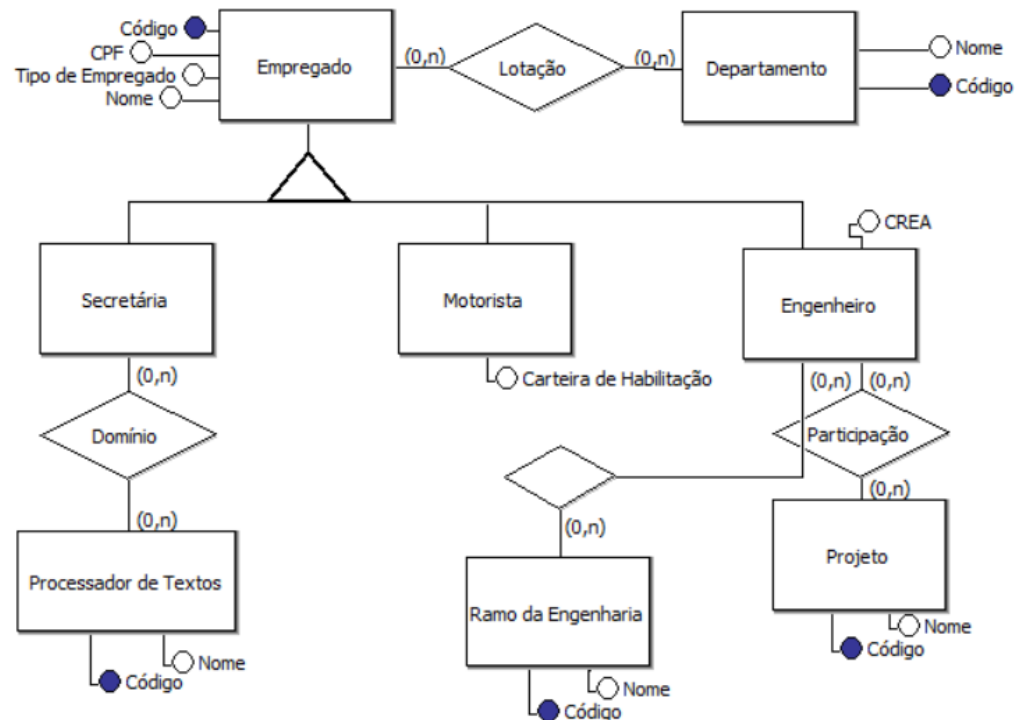 Código
CPF
Tipo de Empregado
Nome
Empregado
(0,n)
Lotação
(0,n)
Departamento
Nome
Código
Secretária
Motorista
CREA
Engenheiro
(0,n)
Carteira de Habilitação
(0,n)
(0,n)
Domínio
Participação
(0,n)
(0,n)
(0,n)
Processador de Textos
Ramo da Engenharia
Projeto
Nome
Código
Nome
Código
Nome
Código